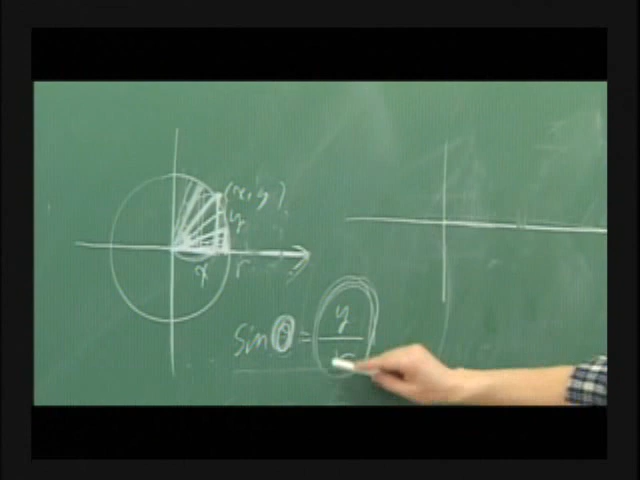 (x, y)
y
x r
sin θ = y/r